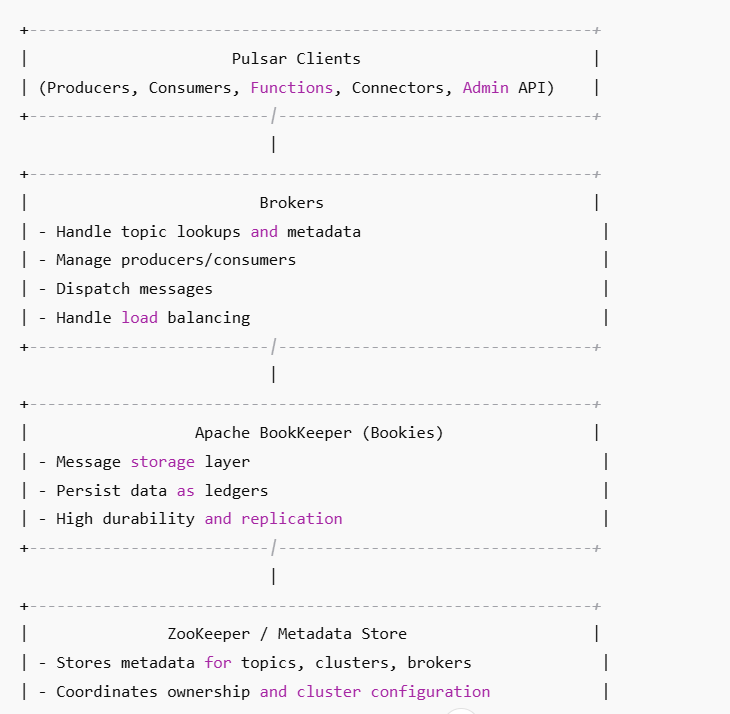 Pulsar Clients
(Producers, Consumers, Functions, Connectors, Admin API)
Brokers
- Handle topic lookups and metadata
- Manage producers/consumers
- Dispatch messages
- Handle load balancing
Apache BookKeeper (Bookies)
- Message storage layer
- Persist data as ledgers
- High durability and replication
ZooKeeper / Metadata Store
- Stores metadata for topics, clusters, brokers
- Coordinates ownership and cluster configuration